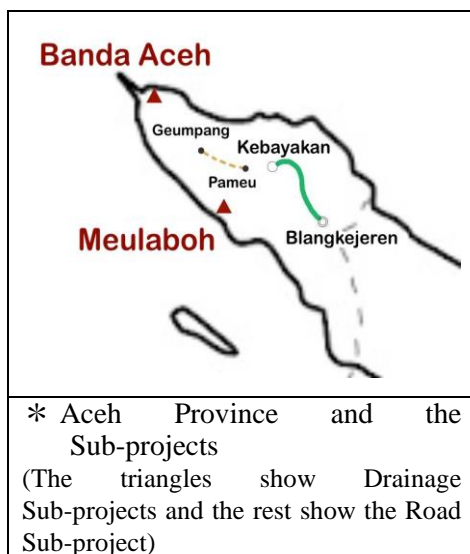 Banda Aceh
Geumpang
Kebayakan
Pameu
Meulaboh
Blangkejeren
＊ Aceh Province and the
Sub-projects
(The triangles show Drainage
Sub-projects and the rest show the Road
Sub-project)